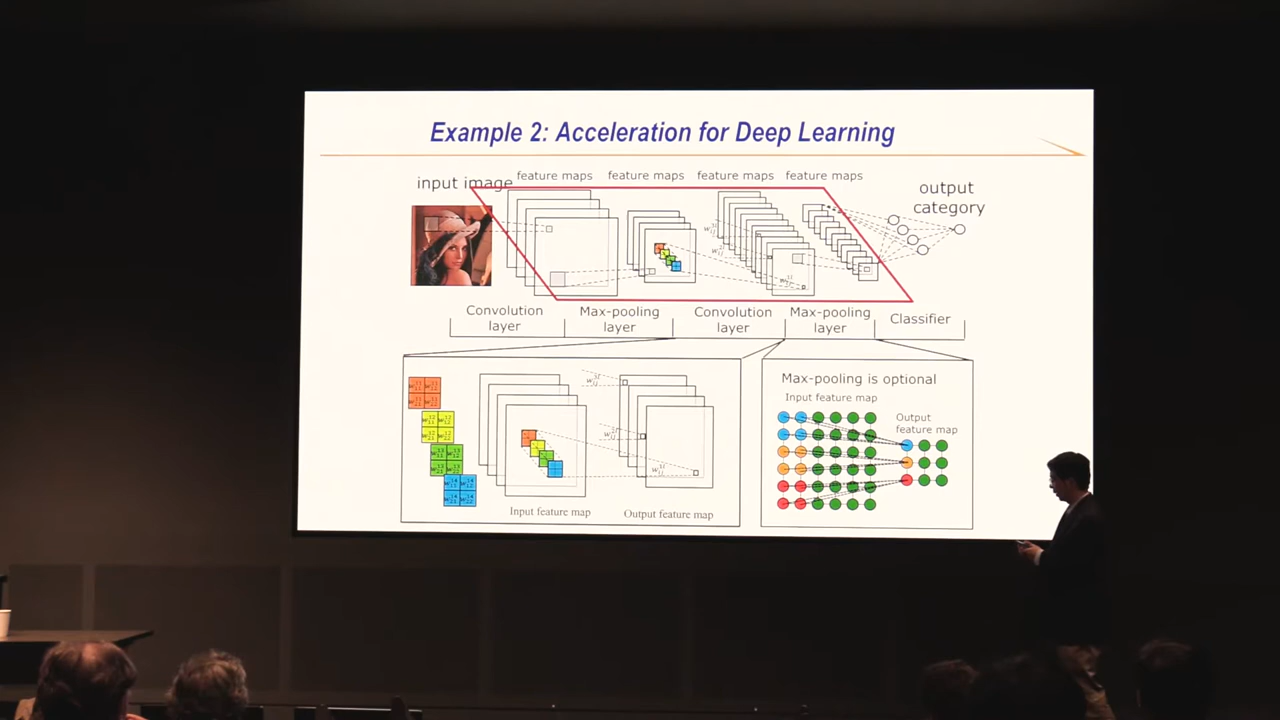 Example 2: Acceleration for Deep Learning
input image
feature maps
feature maps
feature maps
feature maps
output
category
Convolution
layer
Max-pooling
layer
Convolution
layer
Max-pooling
layer
Classifier
Input feature map
Output feature map
Max-pooling is optional
Input feature map
Output
feature map